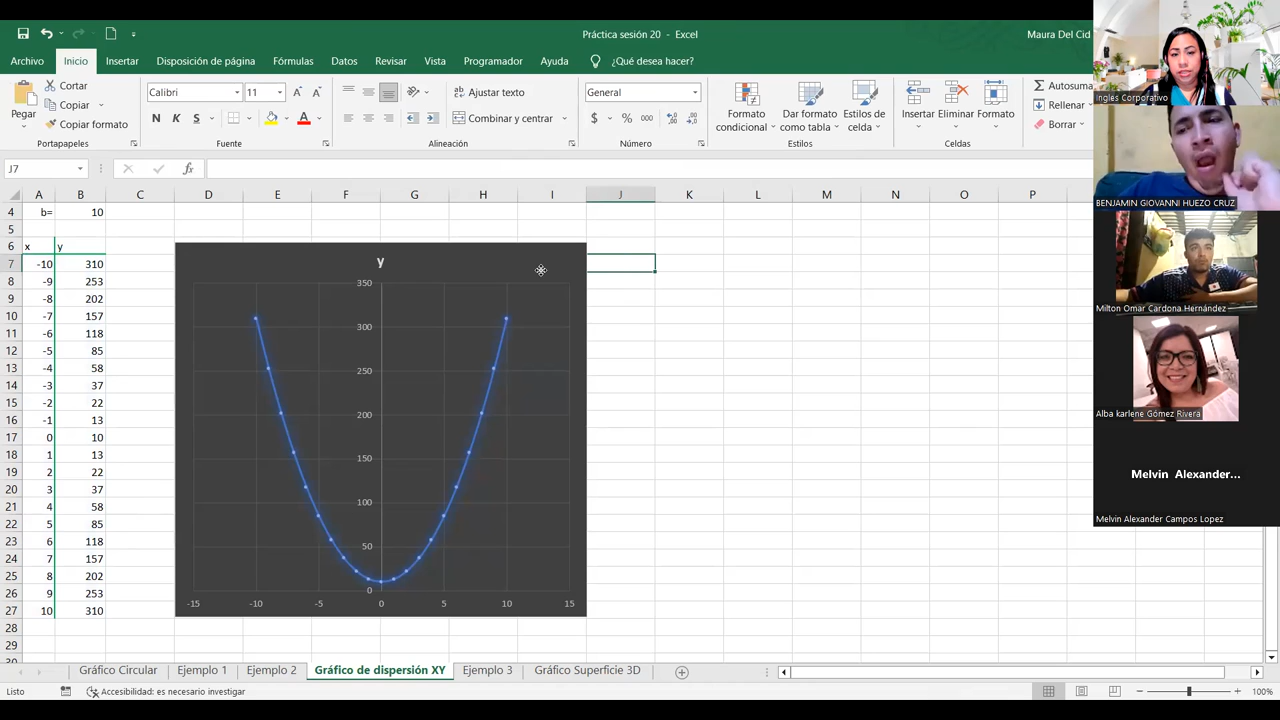 Práctica sesión 20 - Excel
Maura Del Cid
Archivo Inicio Insertar Disposición de página Fórmulas Datos Revisar Vista Programador Ayuda ¿Qué desea hacer?
Pegar
Cortar
Copiar
Copiar formato
Portapapeles
Calibri 11
N K S
Fuente
Ajustar texto
Combinar y centrar
Alineación
General
$ % 000
Número
Formato condicional
Dar formato como tabla
Estilos de celda
Estilos
Insertar Eliminar Formato
Celdas
Autosuma
Rellenar
Borrar
J7
fx
A B C D E F G H I J K L M N O P
4 b= 10
5
6 x y
7 -10 310
8 -9 253
9 -8 202
10 -7 157
11 -6 118
12 -5 85
13 -4 58
14 -3 37
15 -2 22
16 -1 13
17 0 10
18 1 13
19 2 22
20 3 37
21 4 58
22 5 85
23 6 118
24 7 157
25 8 202
26 9 253
27 10 310
28
29
y
350
300
250
200
150
100
50
0
-15 -10 -5 0 5 10 15
Gráfico Circular Ejemplo 1 Ejemplo 2 Gráfico de dispersión XY Ejemplo 3 Gráfico Superficie 3D
Listo Accesibilidad: es necesario investigar 100%
Inglés Corporativo
BENJAMIN GIOVANNI HUEZO CRUZ
Milton Omar Cardona Hernández
Alba karlene Gómez Rivera
Melvin Alexander...
Melvin Alexander Campos Lopez